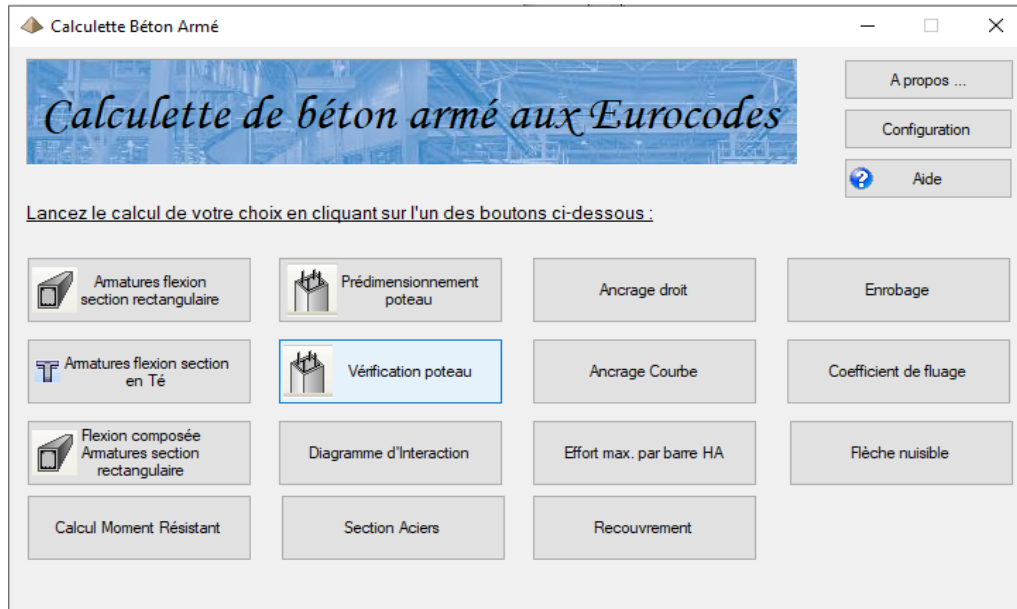 Calculette Béton Armé
Calculette de béton armé aux Eurocodes
A propos ...
Configuration
Aide
Lancez le calcul de votre choix en cliquant sur l'un des boutons ci-dessous :
Armatures flexion
section rectangulaire
Prédimensionnement
poteau
Ancrage droit
Enrobage
Armatures flexion section
en Té
Vérification poteau
Ancrage Courbe
Coefficient de fluage
Flexion composée
Armatures section
rectangulaire
Diagramme d'Interaction
Effort max. par barre HA
Flèche nuisible
Calcul Moment Résistant
Section Aciers
Recouvrement